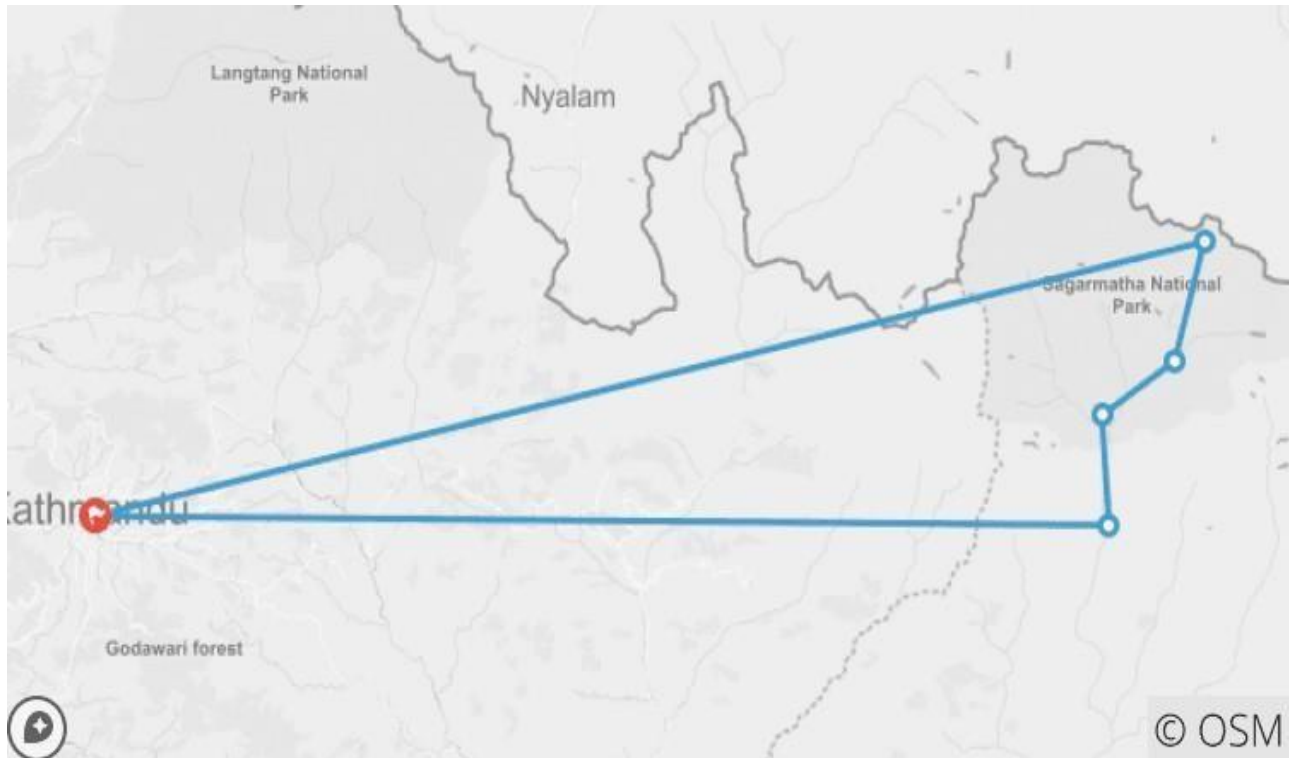 Langtang National
Park
Nyalam
Sagarmatha National
Park
Kathmandu
Godawari forest
© OSM